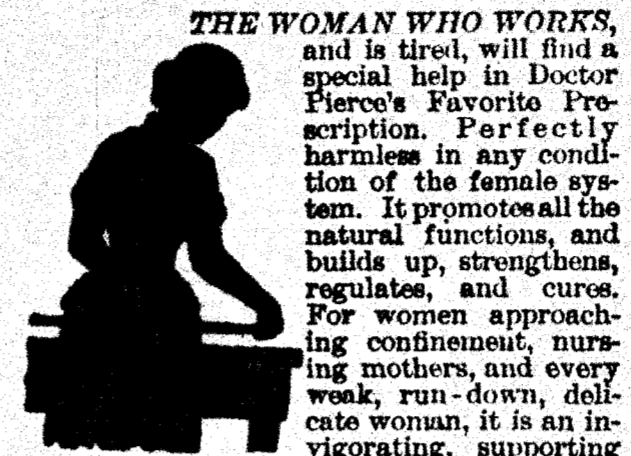 THE WOMAN WHO WORKS,
and is tired, will find a
special help in Doctor
Pierce's Favorite Pre-
scription. Perfectly
harmless in any condi-
tion of the female sys-
tem. It promotes all the
natural functions, and
builds up, strengthens,
regulates, and cures.
For women approach-
ing confinement, nurs-
ing mothers, and every
weak, run-down, deli-
cate woman, it is an in-
vigorating, supporting